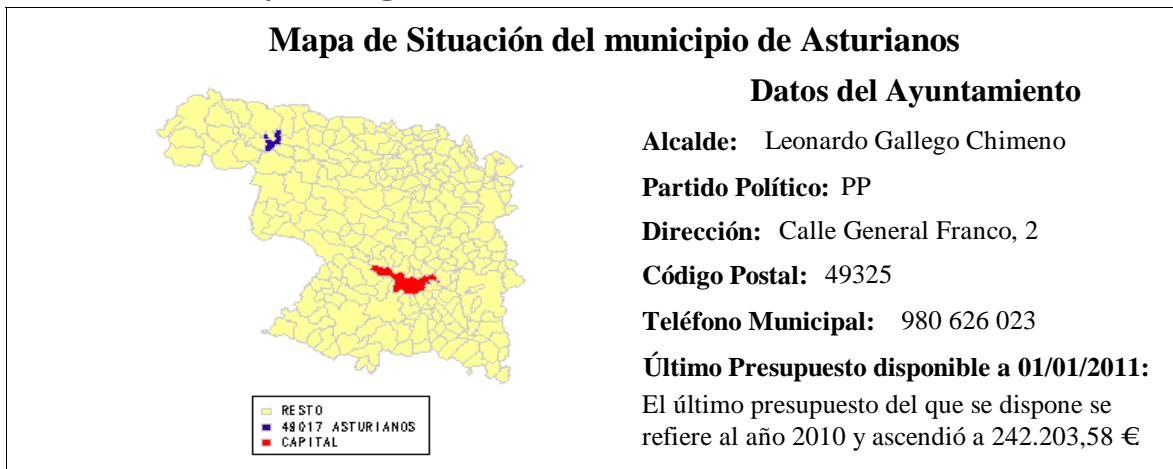 Mapa de Situación del municipio de Asturianos
Datos del Ayuntamiento
Alcalde: Leonardo Gallego Chimeno
Partido Político: PP
Dirección: Calle General Franco, 2
Código Postal: 49325
Teléfono Municipal: 980 626 023
Último Presupuesto disponible a 01/01/2011:
El último presupuesto del que se dispone se
refiere al año 2010 y ascendió a 242.203,58 €
RESTO
49017 ASTURIANOS
CAPITAL